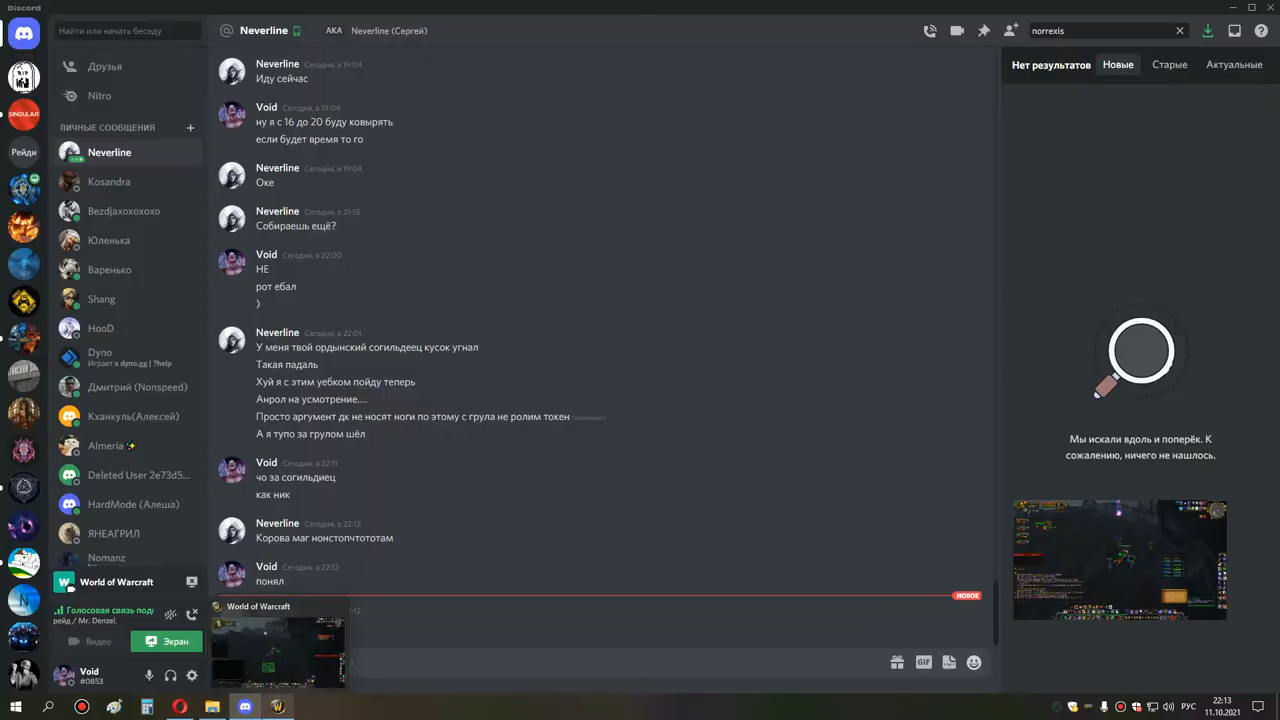 Discord
Найти или начать беседу
Neverline
AKA Neverline (Сергей)
norrexis
RIP
SINGULAR
Рейди
Друзья
Nitro
ЛИЧНЫЕ СООБЩЕНИЯ
Neverline
Kosandra
Bezdjaxoxoxoxo
Юленька
Варенько
Shang
HooD
Dyno
Играет в dyno.gg | ?help
Дмитрий (Nonspeed)
Кханкуль(Алексей)
Almeria
Deleted User 2e73d5...
HardMode (Алеша)
ЯНЕАГРИЛ
Nomanz
W World of Warcraft
Голосовая связь под
рейд / Mr. Denzel.
Видео
Экран
Void
#0853
Neverline Сегодня, в 19:04
Иду сейчас
Void Сегодня, в 19:04
ну я с 16 до 20 буду ковырять
если будет время то го
Neverline Сегодня, в 19:04
Оке
Neverline Сегодня, в 21:55
Собираешь ещё?
Void Сегодня, в 22:00
НЕ
рот ебал
)
Neverline Сегодня, в 22:01
У меня твой ордынский согильдеец кусок угнал
Такая падаль
Хуй я с этим уебком пойду теперь
Анрол на усмотрение....
Просто аргумент дк не носят ноги по этому с грула не ролим токен (изменено)
А я тупо за грулом шёл
Void Сегодня, в 22:11
чо за согильдиец
как ник
Neverline Сегодня, в 22:12
Корова маг нонстопчтототам
Void Сегодня, в 22:12
понял
НОВОЕ
World of Warcraft
:12
GIF
Нет результатов
Новые
Старые
Актуальные
Мы искали вдоль и поперёк. К
сожалению, ничего не нашлось.
РУС
22:13
11.10.2021